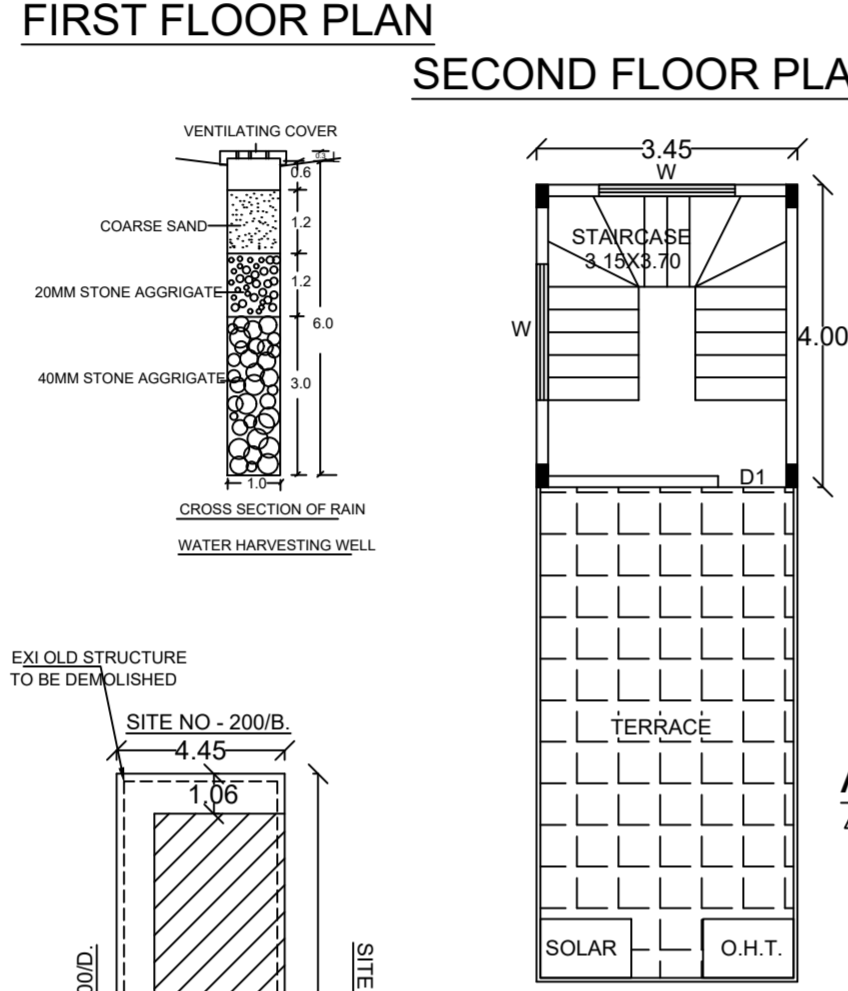 FIRST FLOOR PLAN
SECOND FLOOR PLA
VENTILATING COVER
0.6
COARSE SAND
1.2
20MM STONE AGGRIGATE
1.2
6.0
40MM STONE AGGRIGATE
3.0
1.0
CROSS SECTION OF RAIN
WATER HARVESTING WELL
3.45
W
STAIRCASE
3.15X3.70
W
4.00
D1
TERRACE
SOLAR
O.H.T.
EXI OLD STRUCTURE
TO BE DEMOLISHED
SITE NO - 200/B.
4.45
1.06
00/D.
SITE